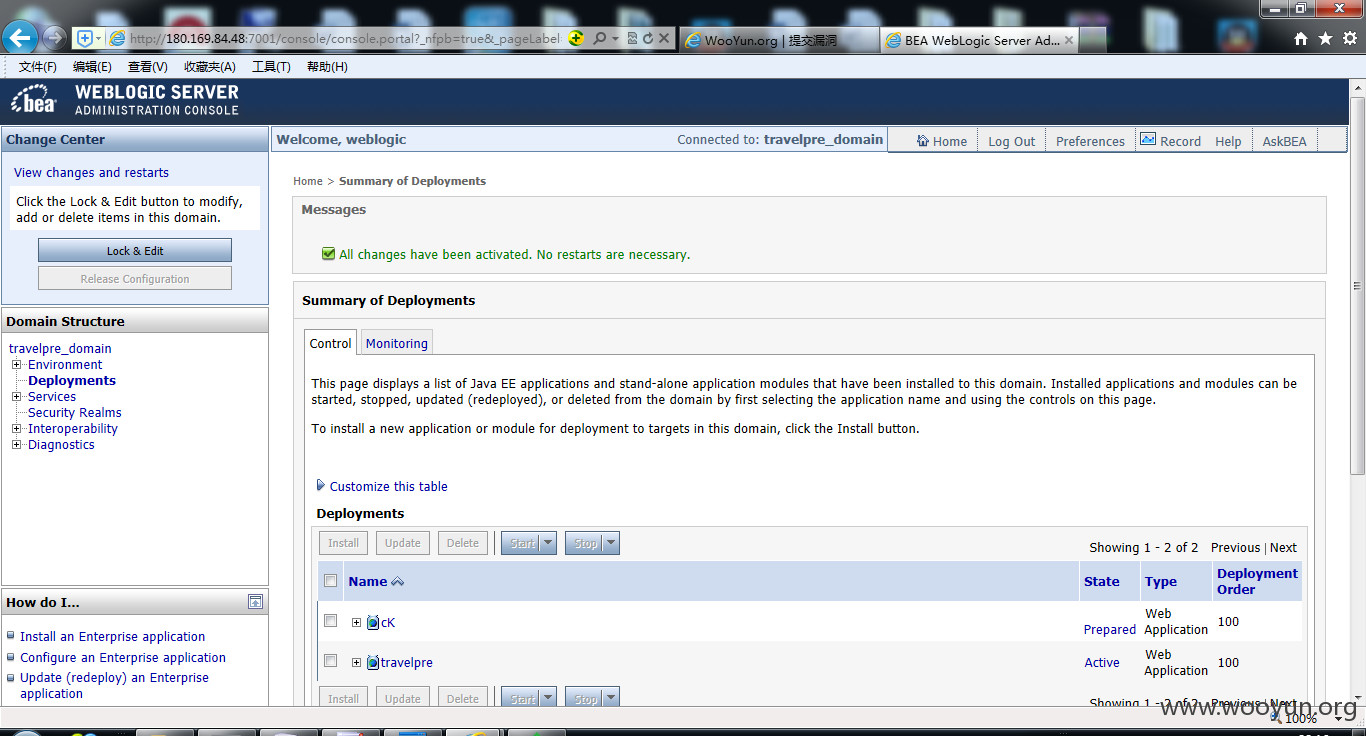 http://180.169.84.48:7001/console/console.portal?_nfpb=true&_pageLabel
WooYun.org | 提交漏洞
BEA WebLogic Server Ad...
文件(F) 编辑(E) 查看(V) 收藏夹(A) 工具(T) 帮助(H)
bea
WEBLOGIC SERVER
ADMINISTRATION CONSOLE
Change Center
View changes and restarts
Click the Lock & Edit button to modify,
add or delete items in this domain.
Lock & Edit
Release Configuration
Domain Structure
travelpre_domain
Environment
Deployments
Services
Security Realms
Interoperability
Diagnostics
How do I...
Install an Enterprise application
Configure an Enterprise application
Update (redeploy) an Enterprise
application
Welcome, weblogic
Connected to: travelpre_domain
Home Log Out Preferences Record Help AskBEA
Home > Summary of Deployments
Messages
All changes have been activated. No restarts are necessary.
Summary of Deployments
Control Monitoring
This page displays a list of Java EE applications and stand-alone application modules that have been installed to this domain. Installed applications and modules can be
started, stopped, updated (redeployed), or deleted from the domain by first selecting the application name and using the controls on this page.
To install a new application or module for deployment to targets in this domain, click the Install button.
Customize this table
Deployments
Install Update Delete Start Stop
Showing 1 - 2 of 2 Previous | Next
Name State Type Deployment
Order
cK Prepared Web
Application 100
travelpre Active Web
Application 100
Install Update Delete Start Stop
Showing 1 - 2 of 2 Previous | Next
www.wooyun.org
100%